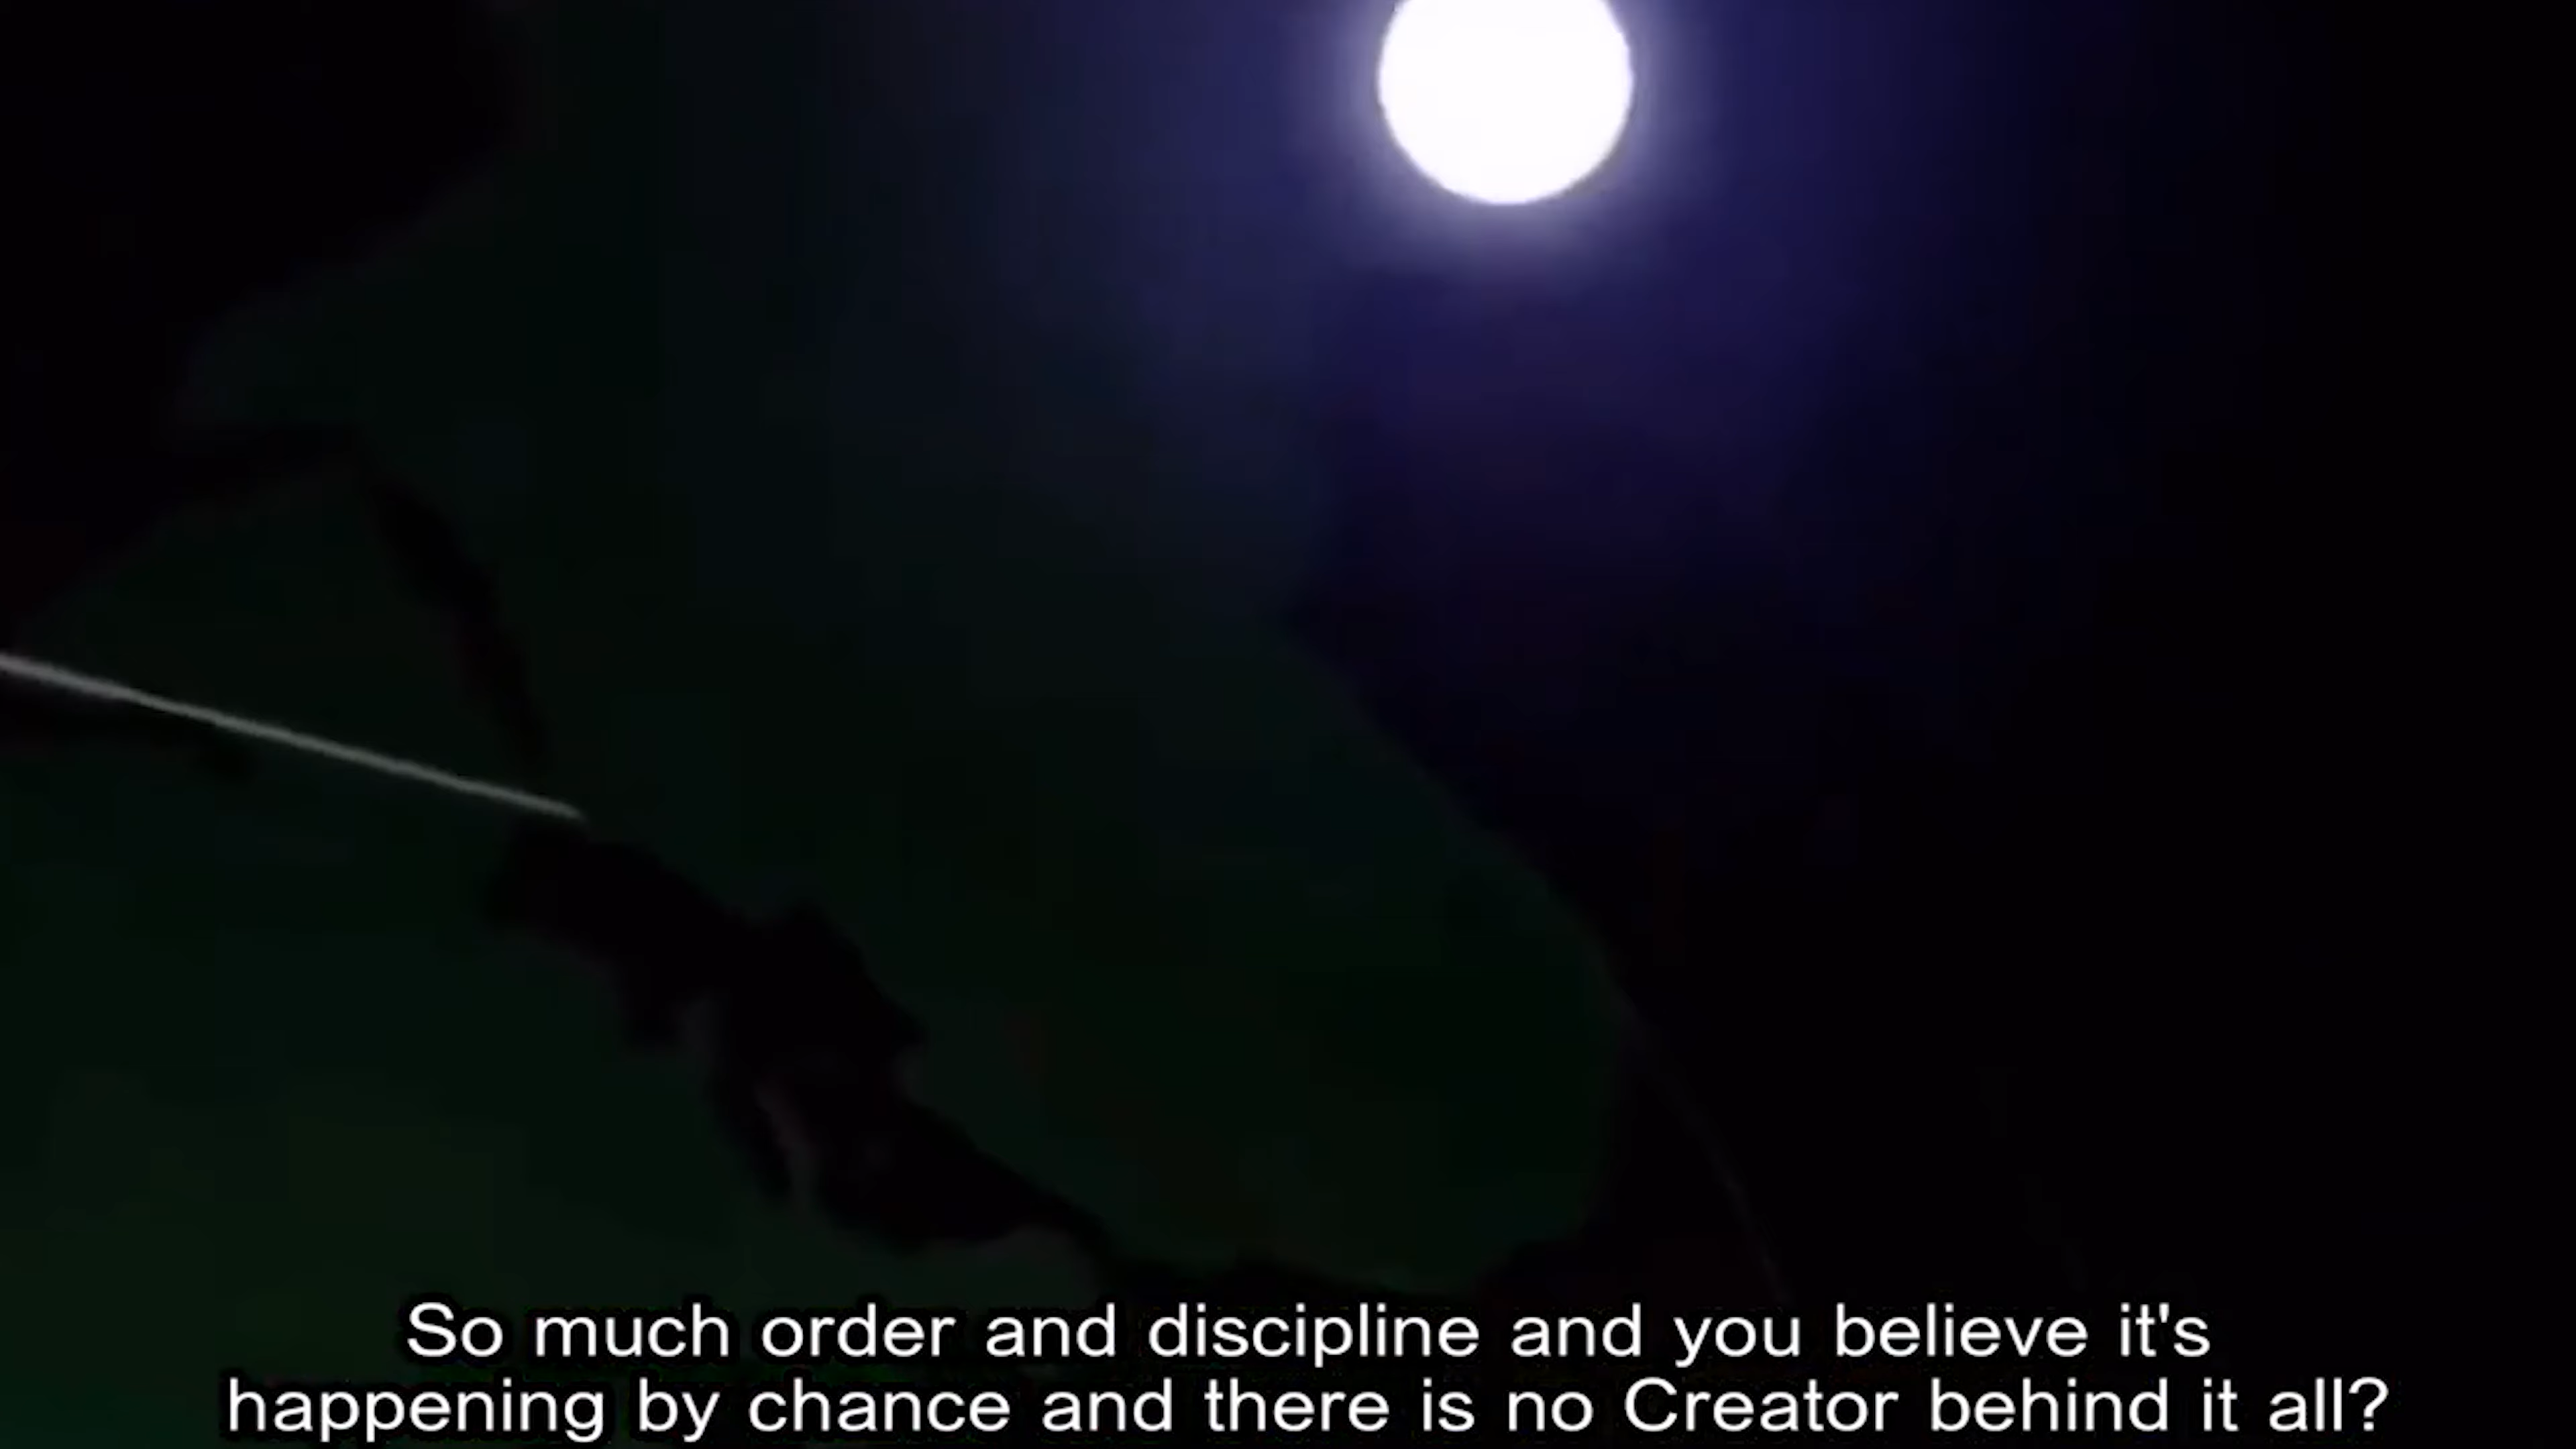 So much order and discipline and you believe it's
happening by chance and there is no Creator behind it all?